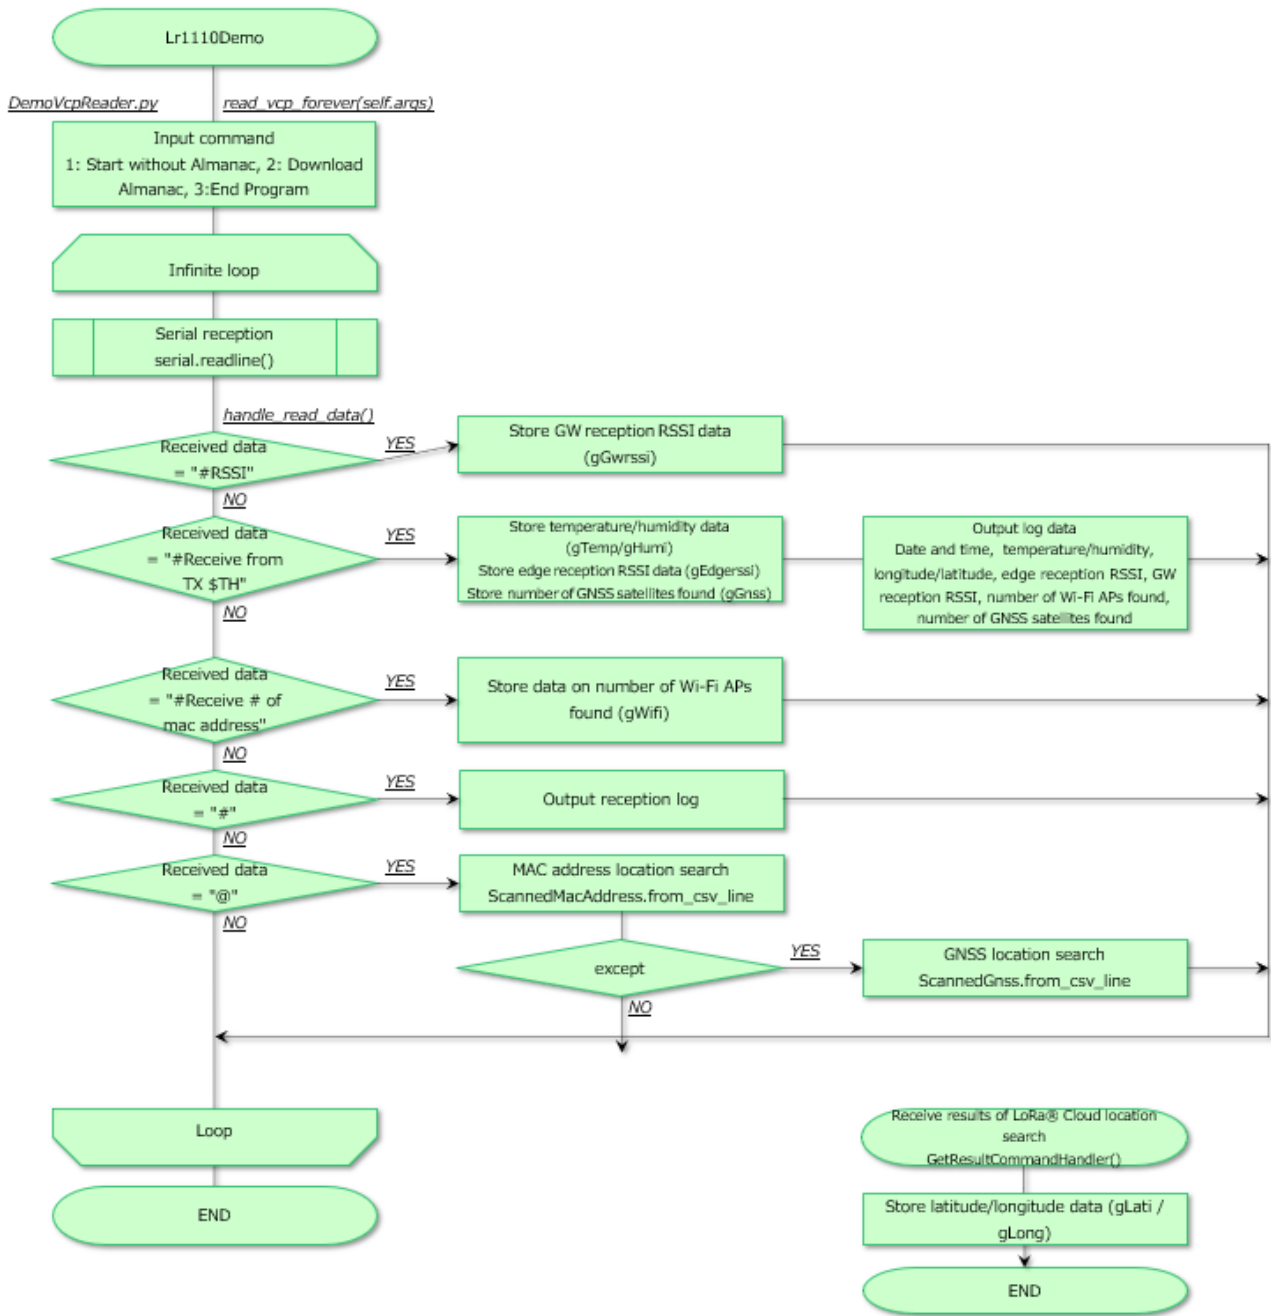 Lr1110Demo
DemoVcpReader.py
read_vcp_forever(self.args)
Input command
1: Start without Almanac, 2: Download
Almanac, 3:End Program
Infinite loop
Serial reception
serial.readline()
handle_read_data()
Received data
= "#RSSI"
YES
Store GW reception RSSI data
(gGwrssi)
NO
Received data
= "#Receive from
TX $TH"
YES
Store temperature/humidity data
(gTemp/gHumi)
Store edge reception RSSI data (gEdgerssi)
Store number of GNSS satellites found (gGnss)
Output log data
Date and time, temperature/humidity,
longitude/latitude, edge reception RSSI, GW
reception RSSI, number of Wi-Fi APs found,
number of GNSS satellites found
NO
Received data
= "#Receive # of
mac address"
YES
Store data on number of Wi-Fi APs
found (gWifi)
NO
Received data
= "#"
YES
Output reception log
NO
Received data
= "@"
YES
MAC address location search
ScannedMacAddress.from_csv_line
NO
except
YES
GNSS location search
ScannedGnss.from_csv_line
NO
Loop
END
Receive results of LoRa® Cloud location
search
GetResultCommandHandler()
Store latitude/longitude data (gLati /
gLong)
END